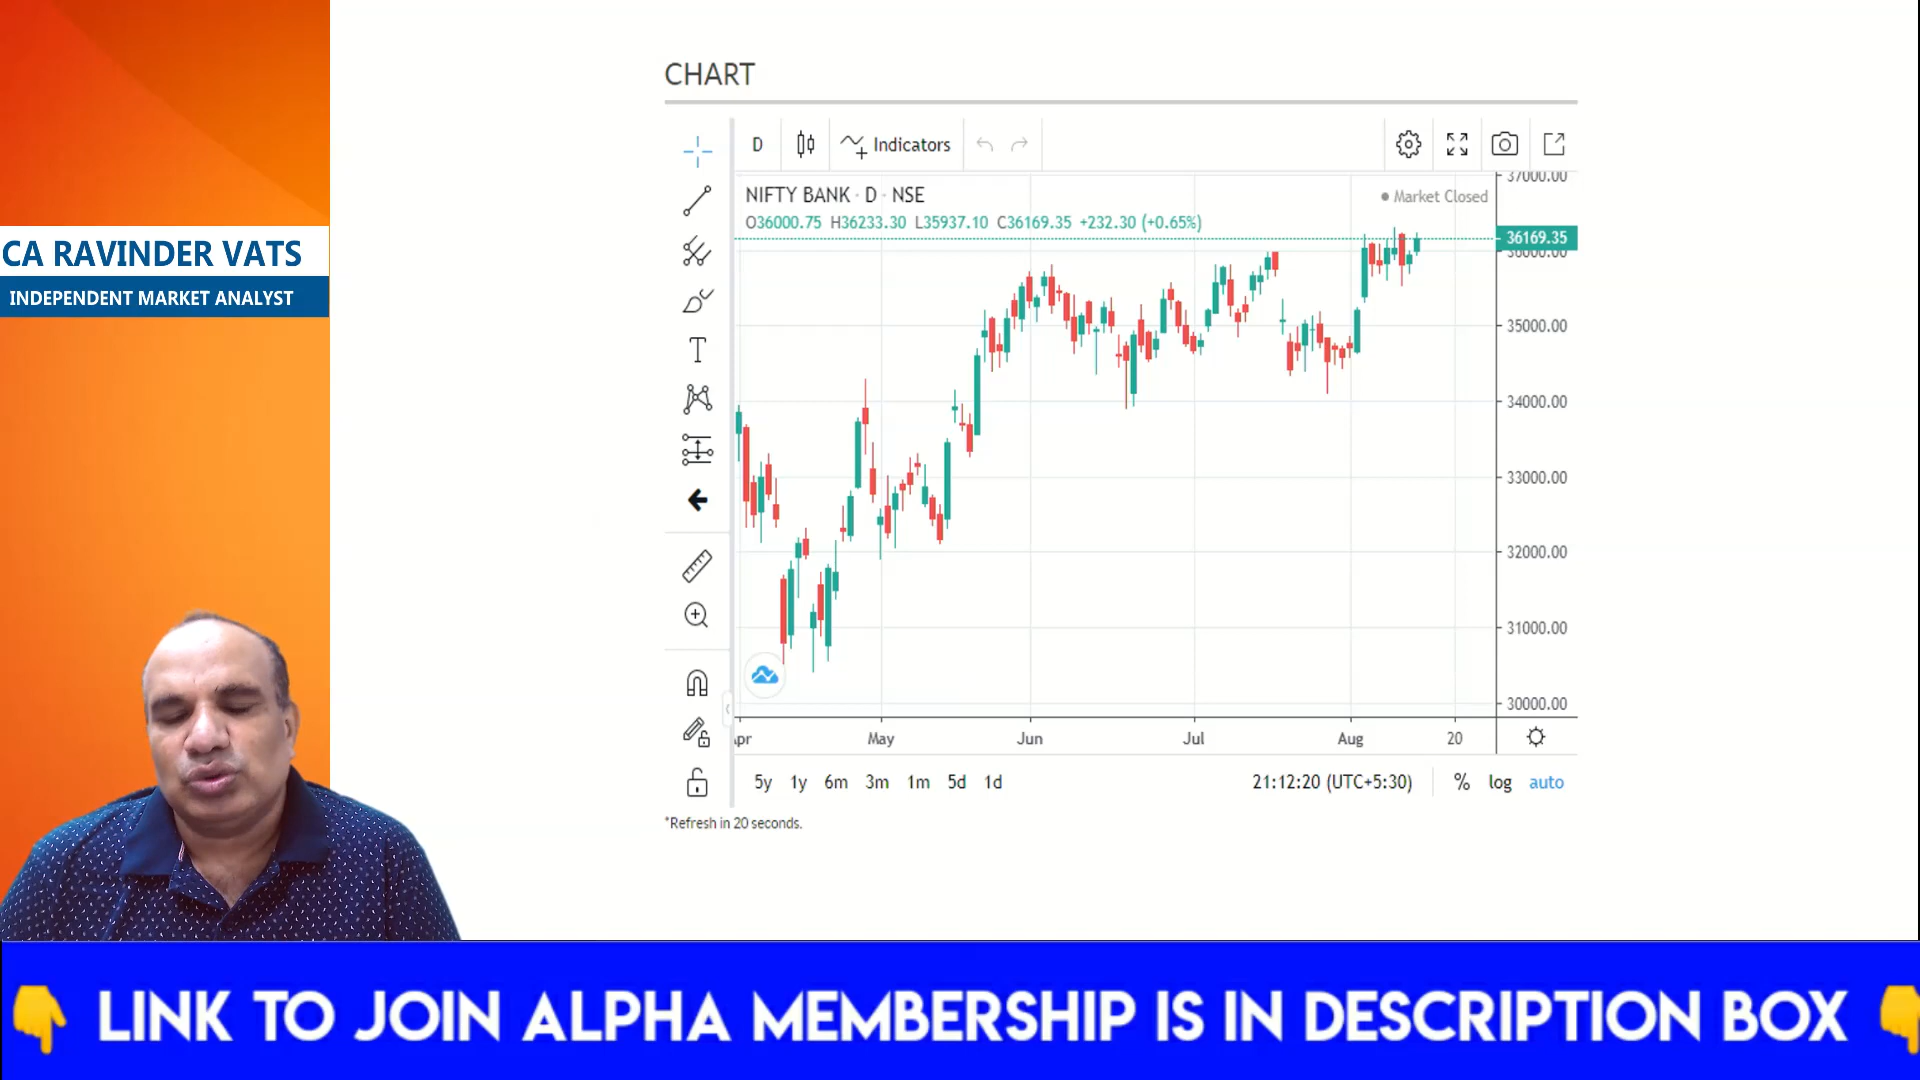 CHART
D
Indicators
37000.00
NIFTY BANK · D · NSE
Market Closed
O36000.75 H36233.30 L35937.10 C36169.35 +232.30 (+0.65%)
36169.35
36000.00
CA RAVINDER VATS
INDEPENDENT MARKET ANALYST
35000.00
34000.00
33000.00
32000.00
31000.00
30000.00
Apr May Jun Jul Aug 20
5y 1y 6m 3m 1m 5d 1d 21:12:20 (UTC+5:30) % log auto
*Refresh in 20 seconds.
LINK TO JOIN ALPHA MEMBERSHIP IS IN DESCRIPTION BOX